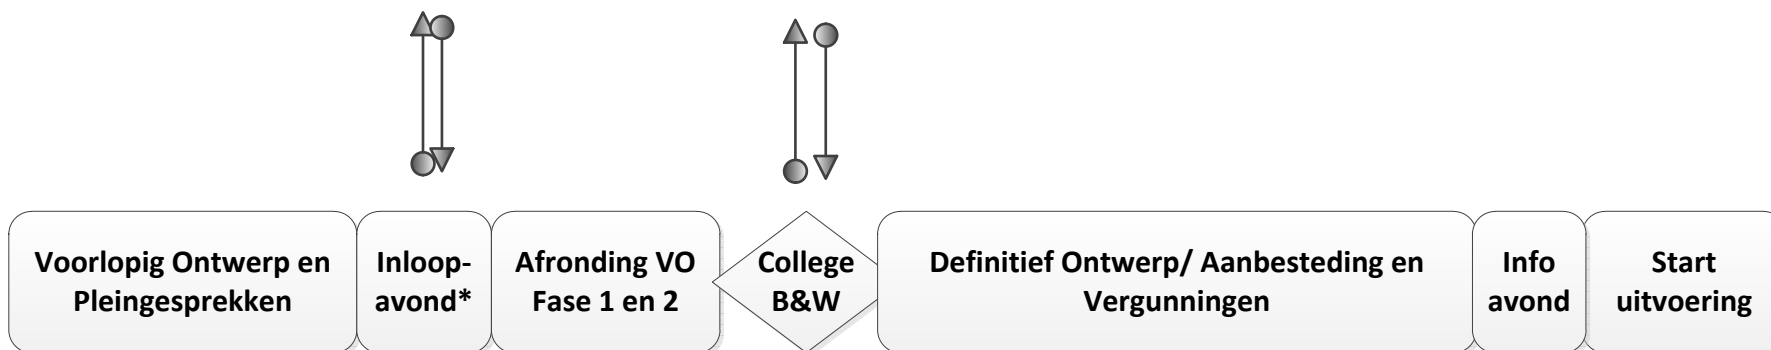 Voorlopig Ontwerp en
Pleingesprekken
Inloop-
avond*
Afronding VO
Fase 1 en 2
College
B&W
Definitief Ontwerp/ Aanbesteding en
Vergunningen
Info
avond
Start
uitvoering